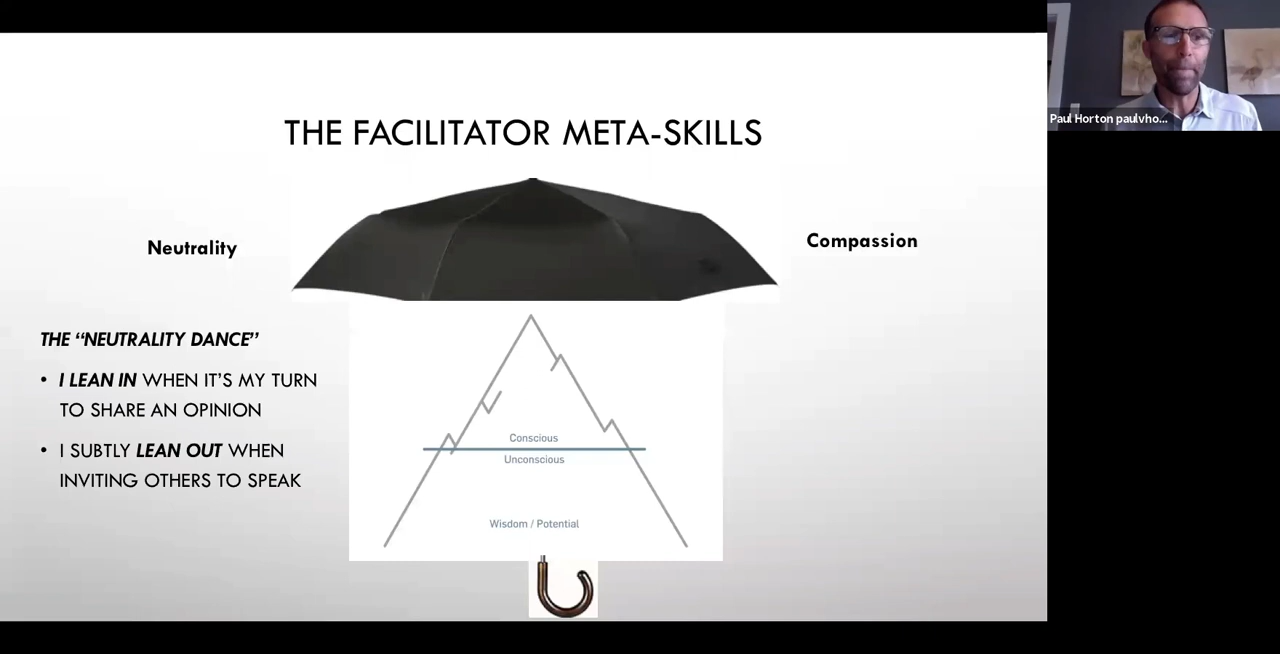 THE FACILITATOR META-SKILLS
Neutrality
Compassion
THE “NEUTRALITY DANCE”
• I LEAN IN WHEN IT’S MY TURN
TO SHARE AN OPINION
• I SUBTLY LEAN OUT WHEN
INVITING OTHERS TO SPEAK
Conscious
Unconscious
Wisdom / Potential
Paul Horton paulvho...